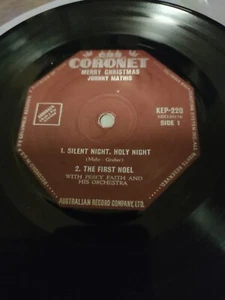 CORONET
MERRY CHRISTMAS
JOHNNY MATHIS
KEP-220
SIDE 1
1. SILENT NIGHT, HOLY NIGHT
(Mohr - Gruber)
2. THE FIRST NOEL
WITH PERCY FAITH AND
HIS ORCHESTRA
AUSTRALIAN RECORD COMPANY, LTD.